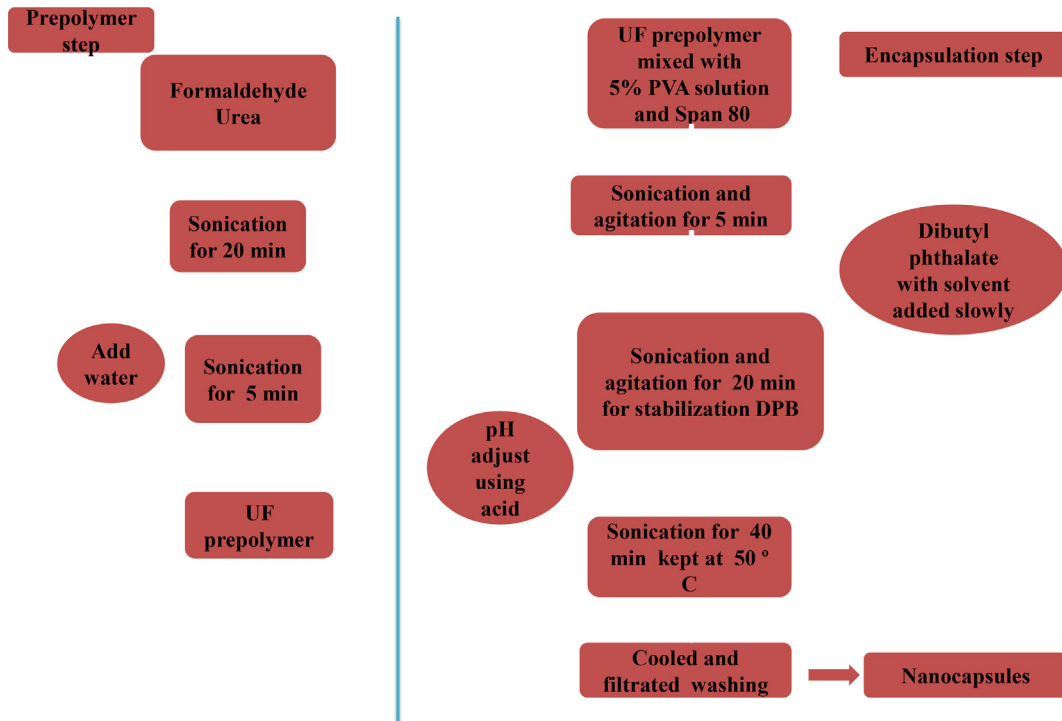 Prepolymer
step
Formaldehyde
Urea
Sonication
for 20 min
Add
water
Sonication
for 5 min
UF
prepolymer
UF prepolymer
mixed with
5% PVA solution
and Span 80
Encapsulation step
Sonication and
agitation for 5 min
Dibutyl
phthalate
with solvent
added slowly
Sonication and
agitation for 20 min
for stabilization DPB
pH
adjust
using
acid
Sonication for 40
min kept at 50 º
C
Cooled and
filtrated washing
Nanocapsules